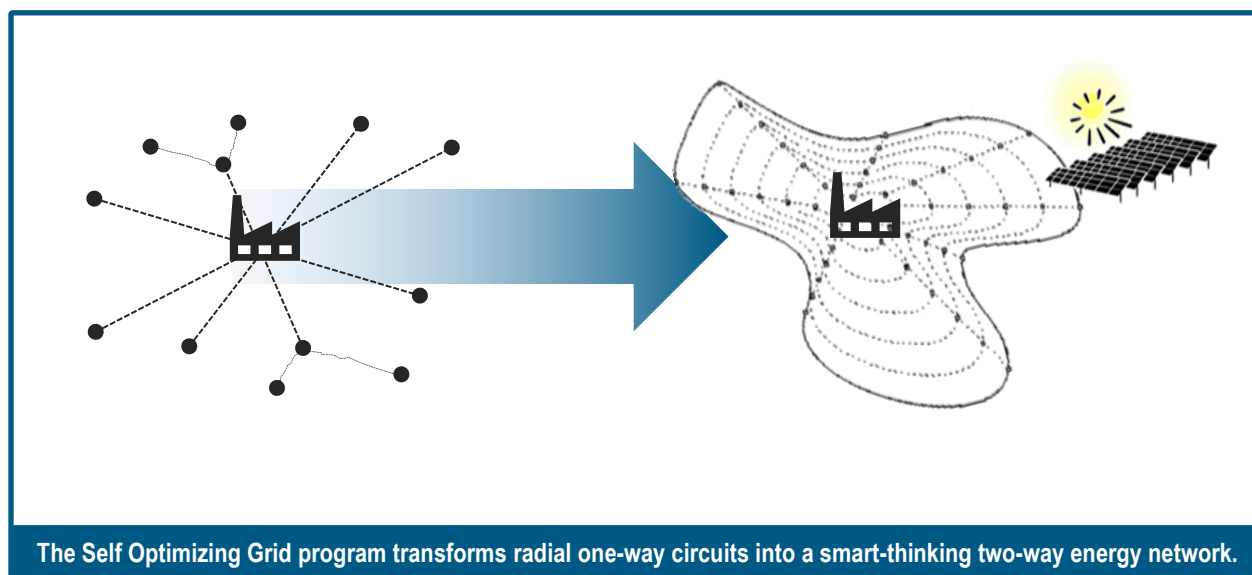 The Self Optimizing Grid program transforms radial one-way circuits into a smart-thinking two-way energy network.